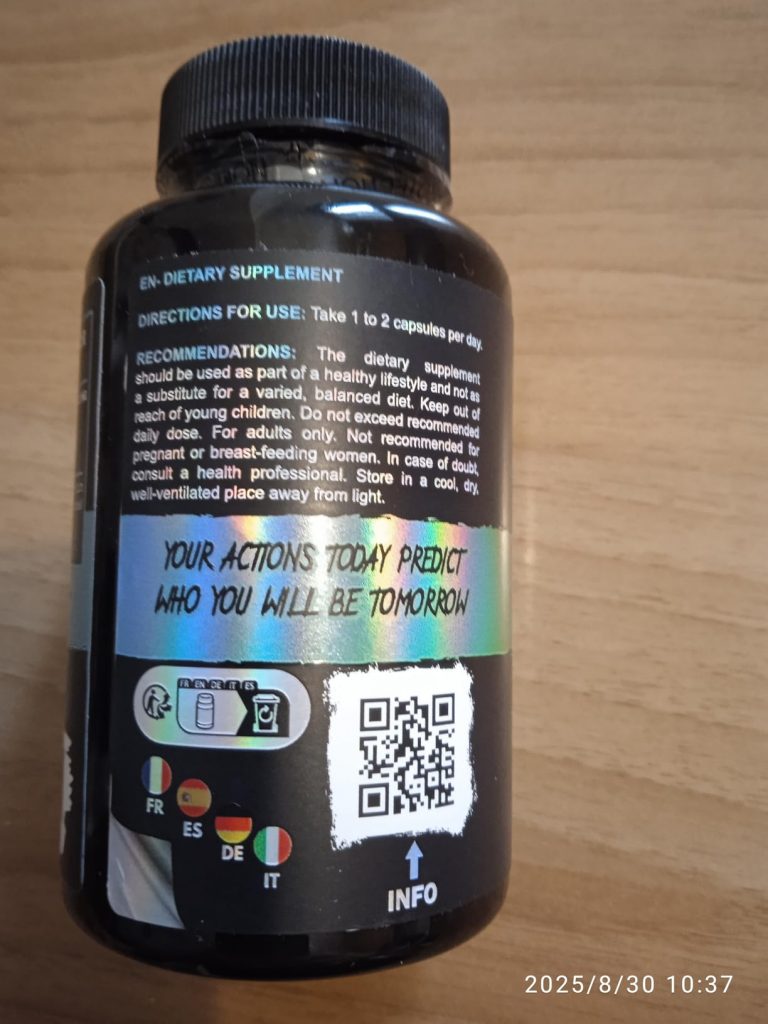 EN- DIETARY SUPPLEMENT
DIRECTIONS FOR USE: Take 1 to 2 capsules per day.
RECOMMENDATIONS: The dietary supplement
should be used as part of a healthy lifestyle and not as
a substitute for a varied, balanced diet. Keep out of
reach of young children. Do not exceed recommended
daily dose. For adults only. Not recommended for
pregnant or breast-feeding women. In case of doubt,
consult a health professional. Store in a cool, dry,
well-ventilated place away from light.
YOUR ACTIONS TODAY PREDICT
WHO YOU WILL BE TOMORROW
FR EN DE IT ES
FR
ES
DE
IT
INFO
2025/8/30 10:37